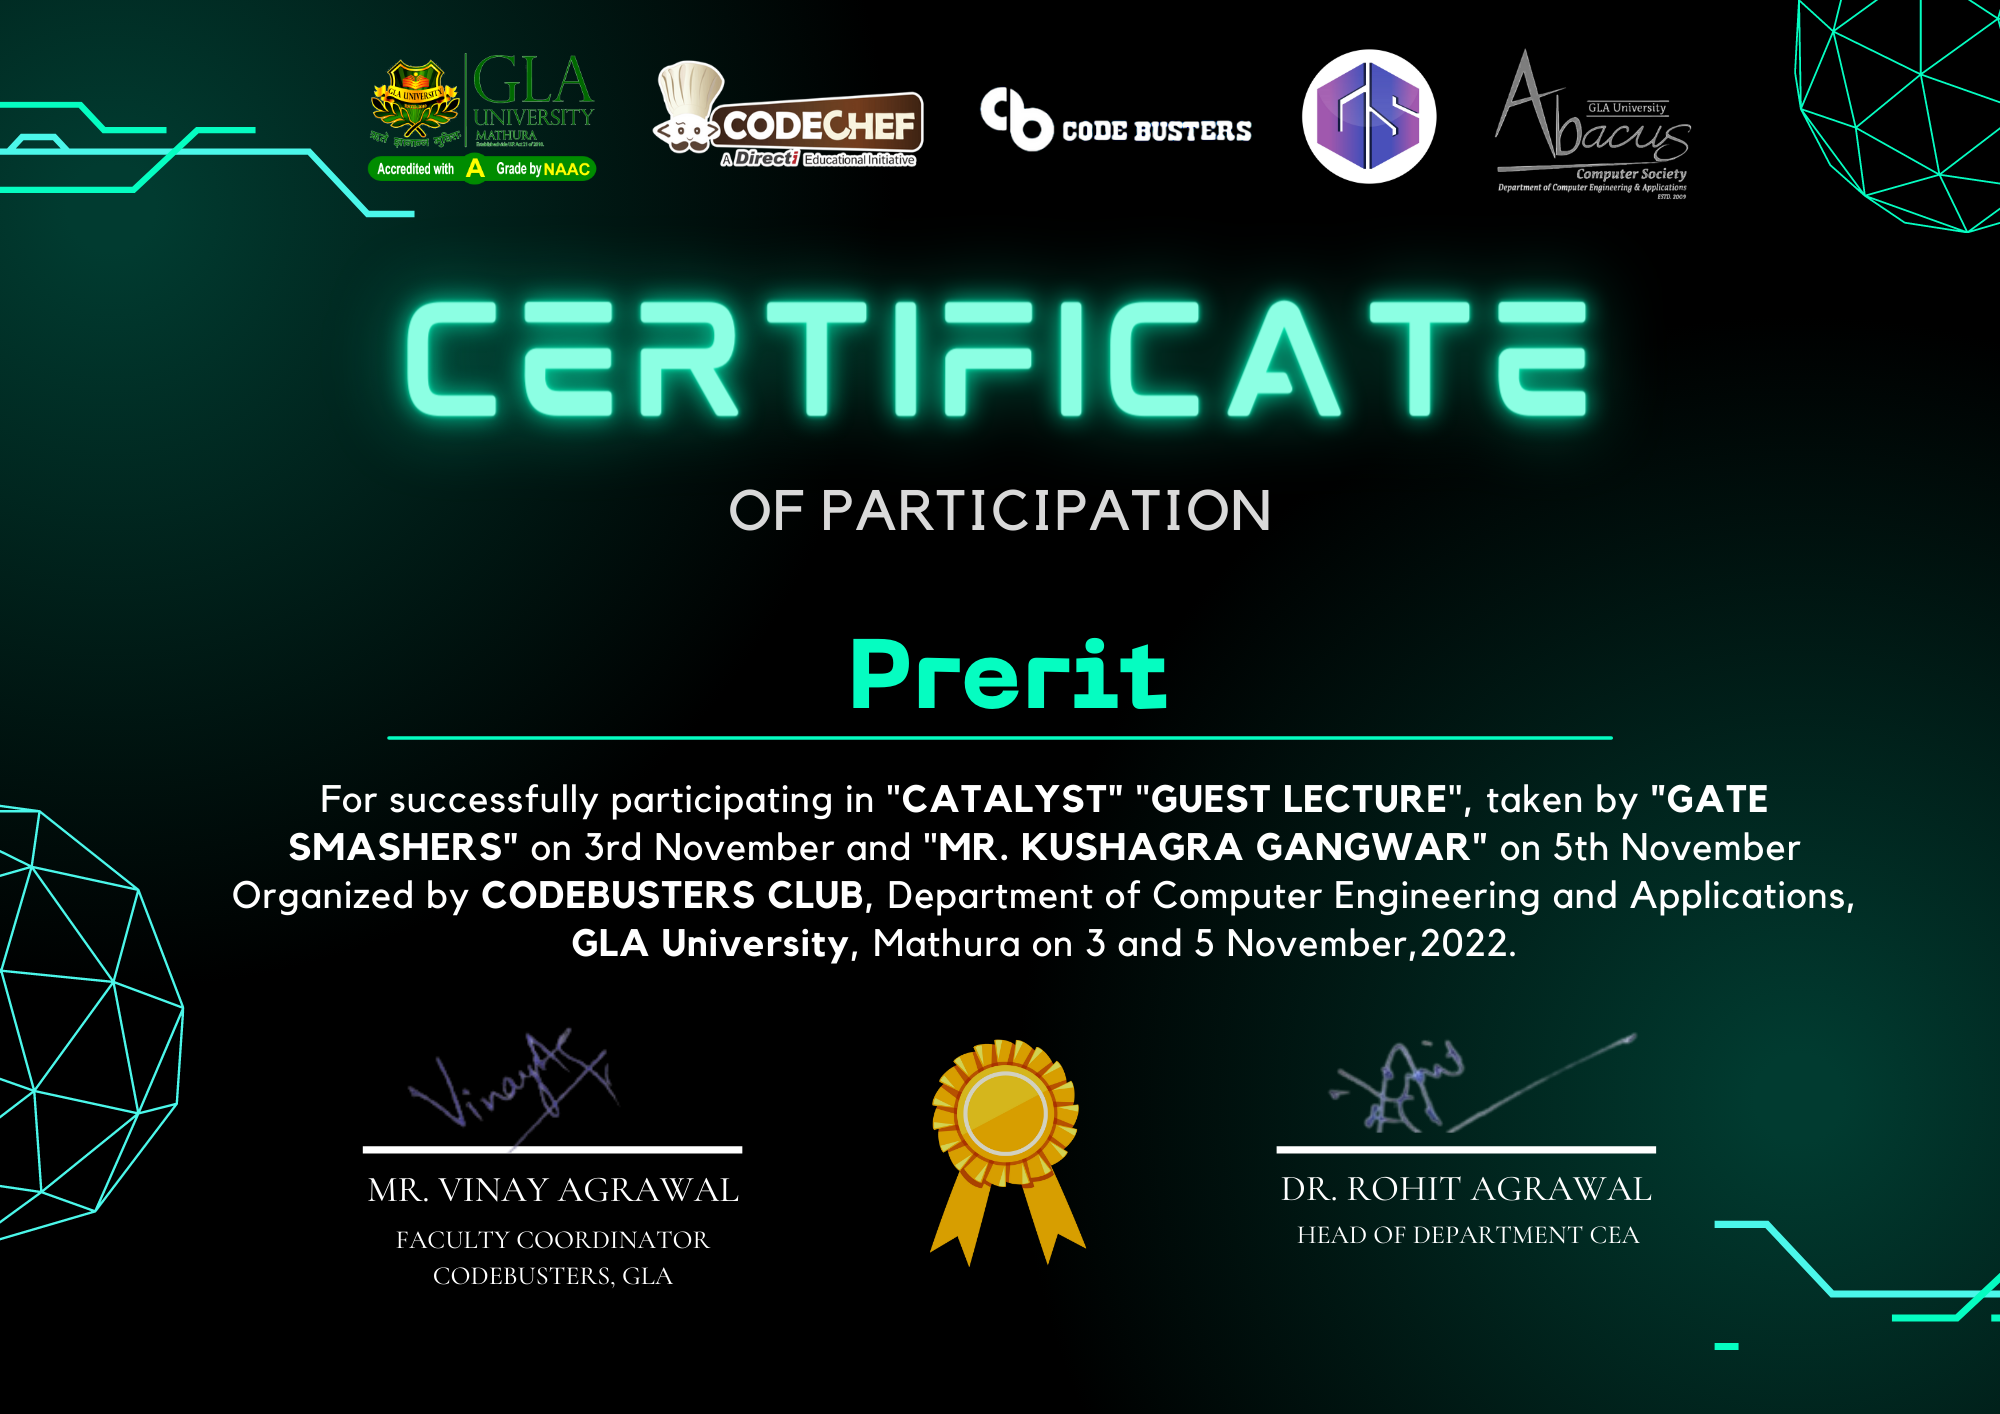 GLA UNIVERSITY
GLA
UNIVERSITY
MATHURA
Accredited with A Grade by NAAC
CODECHEF
A Directi Educational Initiative
CODE BUSTERS
GLA University
Abacus
Computer Society
Department of Computer Engineering & Applications
ESTD. 2009
CERTIFICATE
OF PARTICIPATION
Prerit
For successfully participating in "CATALYST" "GUEST LECTURE", taken by "GATE
SMASHERS" on 3rd November and "MR. KUSHAGRA GANGWAR" on 5th November
Organized by CODEBUSTERS CLUB, Department of Computer Engineering and Applications,
GLA University, Mathura on 3 and 5 November,2022.
Vinay
MR. VINAY AGRAWAL
FACULTY COORDINATOR
CODEBUSTERS, GLA
DR. ROHIT AGRAWAL
HEAD OF DEPARTMENT CEA